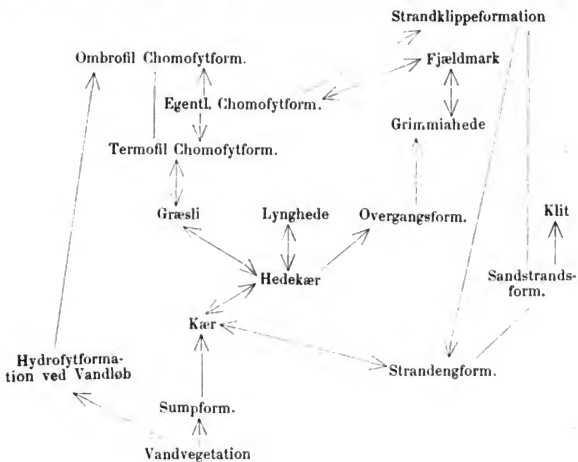 Strandklippeformation
Ombrofil Chomofytform.
Fjældmark
Egentl. Chomofytform.
Grimmiahede
Termofil Chomofytform.
Græsli
Lynghede
Overgangsform.
Klit
Hedekær
Sandstrands-
form.
Kær
Hydrofytforma-
tion ved Vandløb
Strandengform.
Sumpform.
Vandvegetation